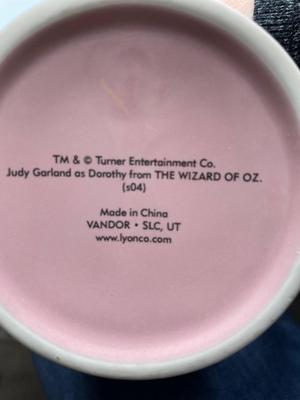 TM & © Turner Entertainment Co.
Judy Garland as Dorothy from THE WIZARD OF OZ.
(s04)
Made in China
VANDOR • SLC, UT
www.lyonco.com